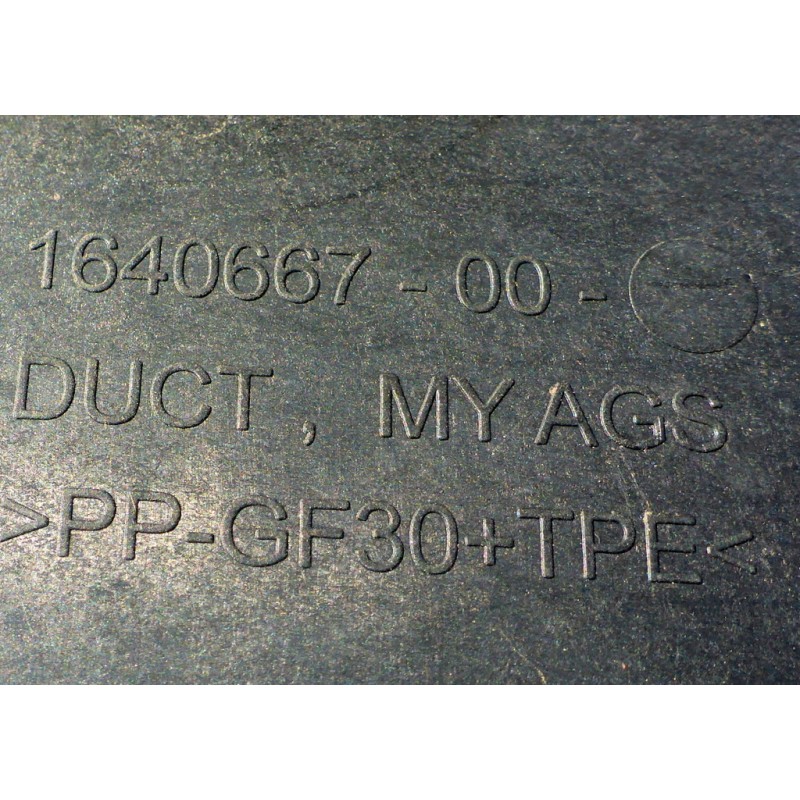 1640667-00-
DUCT, MY AGS
>PP-GF30+TPE<